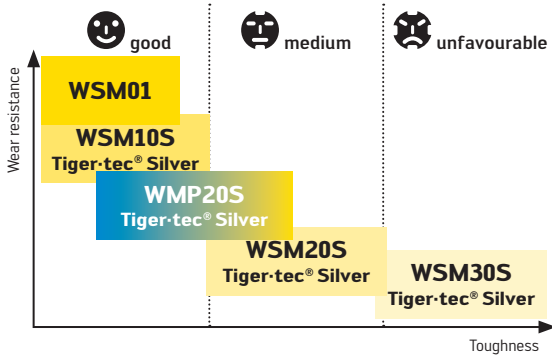 good
medium
unfavourable
Wear resistance
WSM01
WSM10S
Tiger·tec® Silver
WMP20S
Tiger·tec® Silver
WSM20S
Tiger·tec® Silver
WSM30S
Tiger·tec® Silver
Toughness